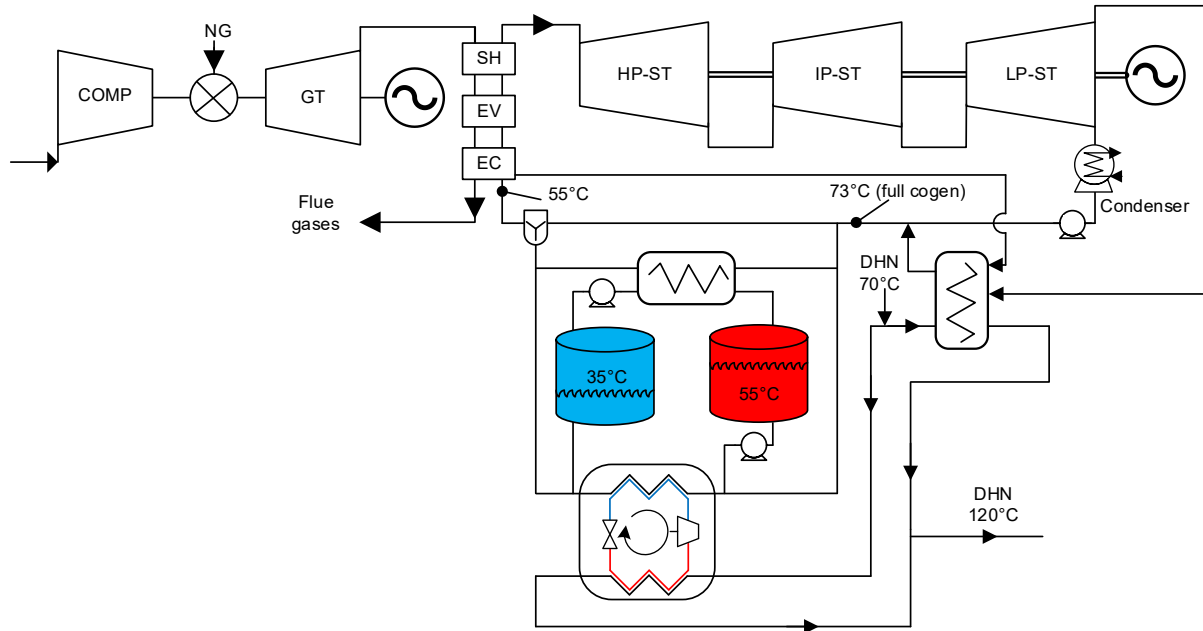 NG
SH
HP-ST
IP-ST
LP-ST
COMP
GT
EV
EC
55°C
73°C (full cogen)
Flue
gases
Condenser
DHN
70°C
35°C
55°C
DHN
120°C